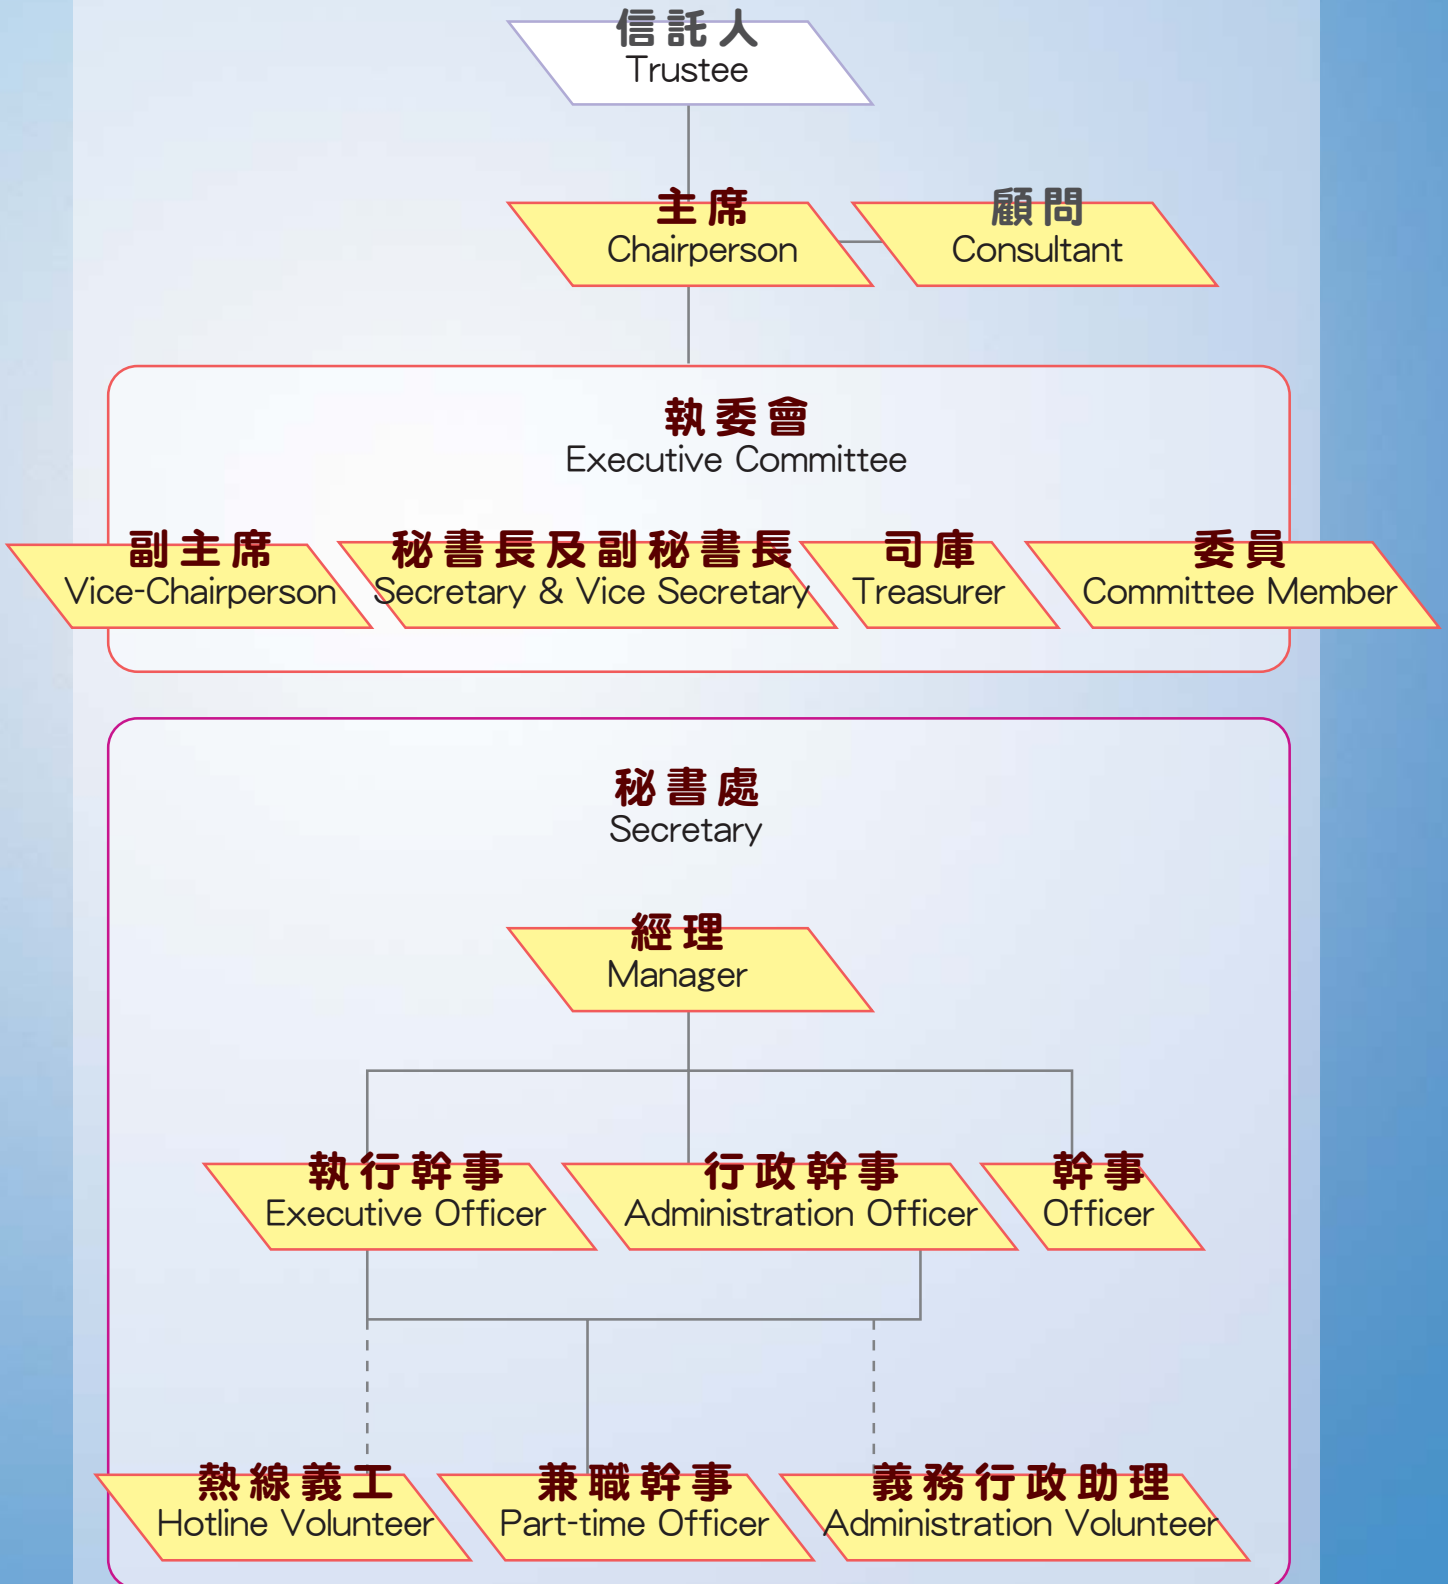 信託人
Trustee
主席
Chairperson
顧問
Consultant
執委會
Executive Committee
副主席
Vice-Chairperson
秘書長及副秘書長
Secretary & Vice Secretary
司庫
Treasurer
委員
Committee Member
秘書處
Secretary
經理
Manager
執行幹事
Executive Officer
行政幹事
Administration Officer
幹事
Officer
熱線義工
Hotline Volunteer
兼職幹事
Part-time Officer
義務行政助理
Administration Volunteer